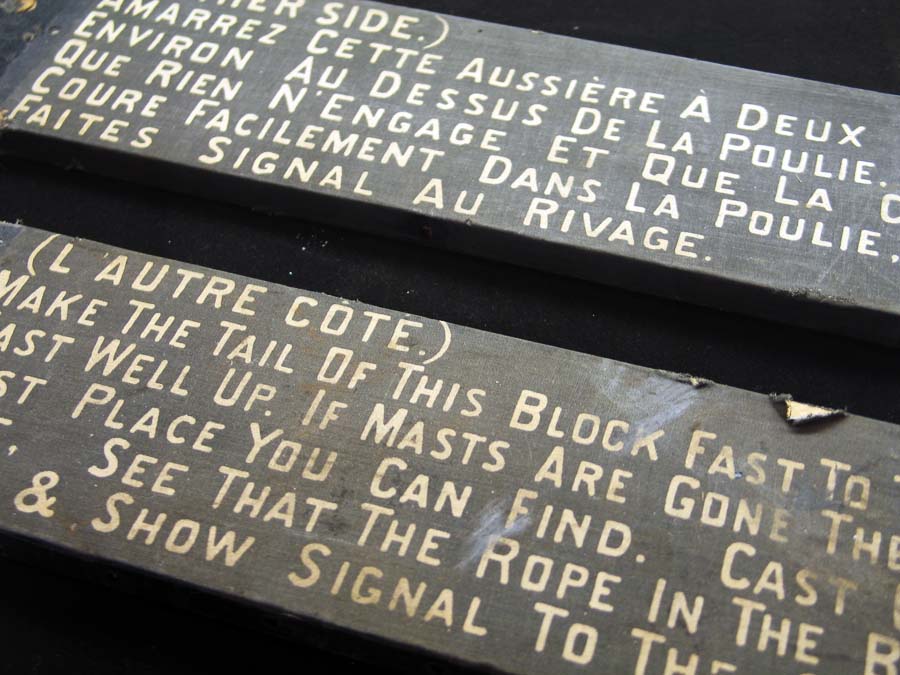 HER SIDE.)
AMARREZ CETTE AUSSIÈRE A DEUX
ENVIRON AU DESSUS DE LA POULIE.
QUE RIEN N'ENGAGE ET QUE LA
COURE FACILEMENT DANS LA POULIE,
FAITES SIGNAL AU RIVAGE.
(L'AUTRE CÔTÉ.)
MAKE THE TAIL OF THIS BLOCK FAST TO
AST WELL UP. IF MASTS ARE GONE THE
ST PLACE YOU CAN FIND. CAST
SEE THAT THE ROPE IN THE B
& SHOW SIGNAL TO THE